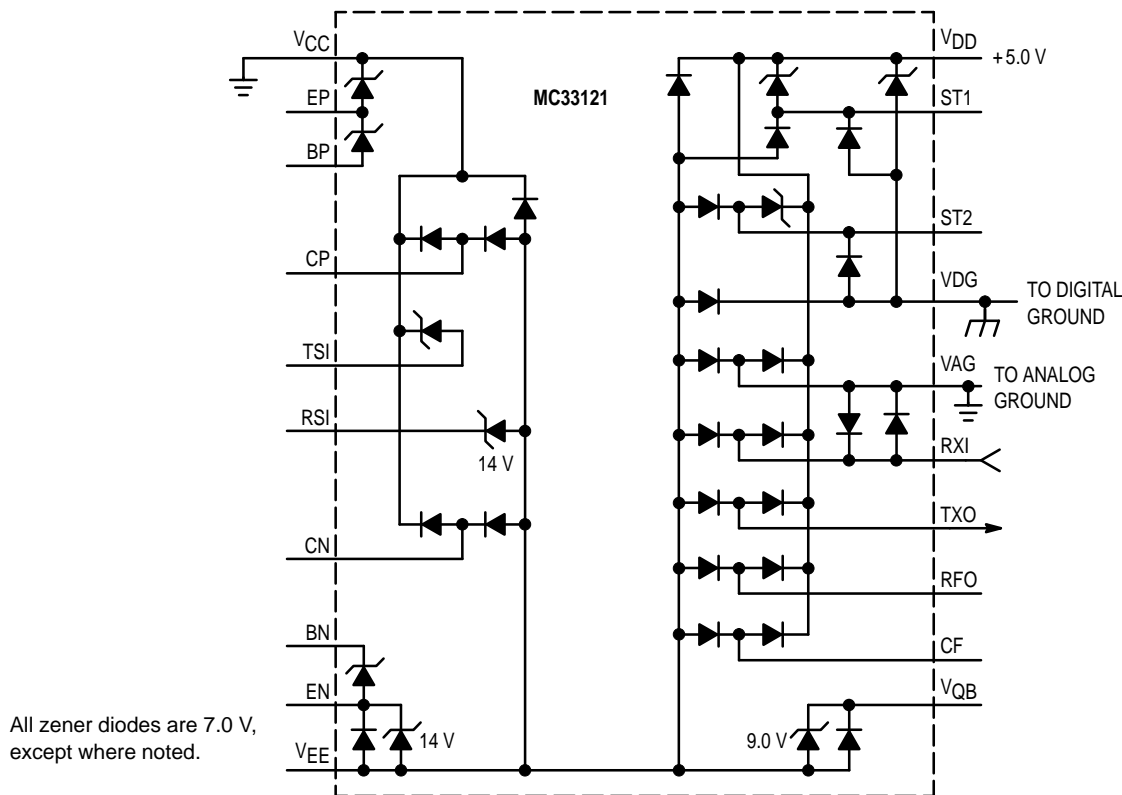 VCC
EP
BP
CP
TSI
RSI
14 V
CN
BN
EN
14 V
VEE
All zener diodes are 7.0 V,
except where noted.
MC33121
VDD
+5.0 V
ST1
ST2
VDG
TO DIGITAL
GROUND
VAG
TO ANALOG
GROUND
RXI
TXO
RFO
CF
VQB
9.0 V